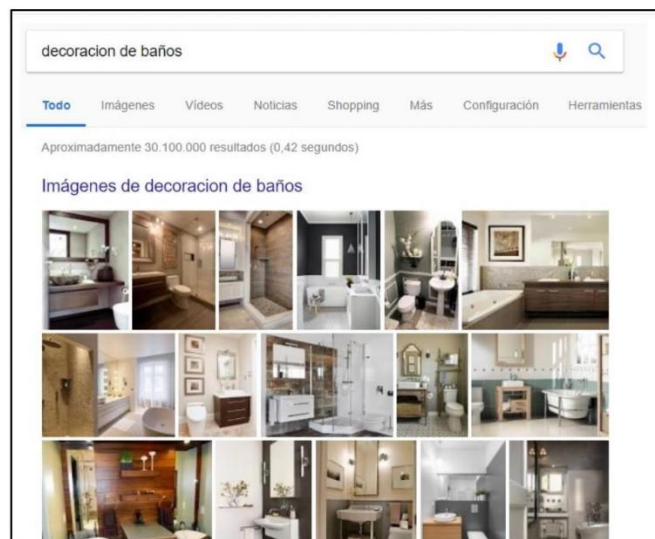 decoracion de baños
Todo Imágenes Vídeos Noticias Shopping Más Configuración Herramientas
Aproximadamente 30.100.000 resultados (0,42 segundos)
Imágenes de decoracion de baños